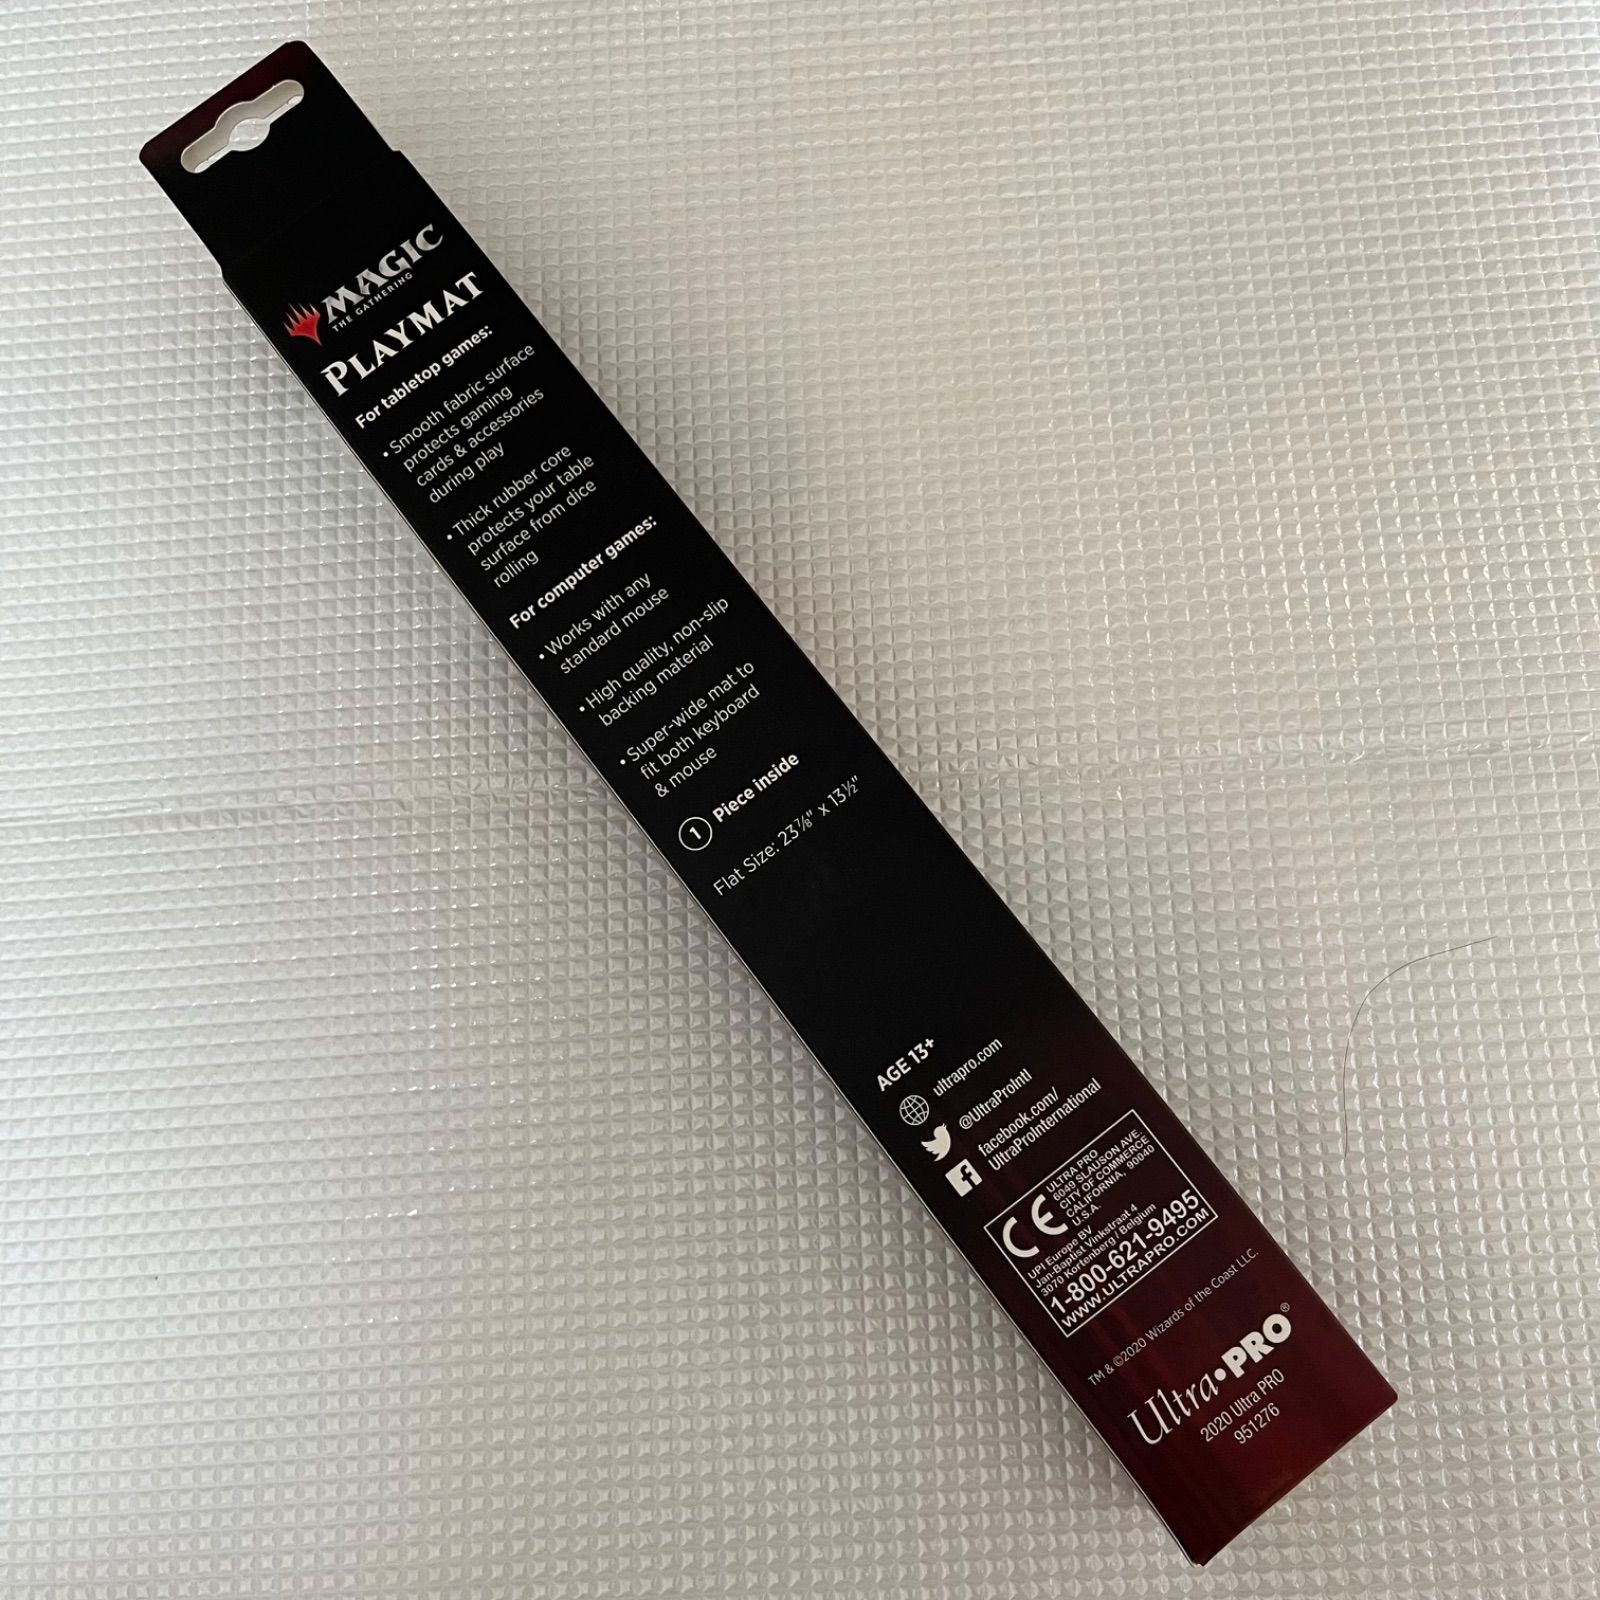 MAGIC
THE GATHERING
PLAYMAT
For tabletop games:
• Smooth fabric surface
protects gaming
cards & accessories
during play
• Thick rubber core
protects your table
surface from dice
rolling
For computer games:
• Works with any
standard mouse
• High quality, non-slip
backing material
• Super-wide mat to
fit both keyboard
& mouse
1 Piece inside
Flat Size: 23⅞" x 13½"
AGE 13+
ultrapro.com
@UltraProIntl
facebook.com/
UltraProInternational
CE
ULTRA PRO
6049 SLAUSON AVE.
CITY OF COMMERCE
CALIFORNIA, 90040
U.S.A.
UPI Europe BV
Jan-Baptist Vinkstraat 4
3070 Kortenberg / Belgium
1-800-621-9495
WWW.ULTRAPRO.COM
TM & ©2020 Wizards of the Coast LLC.
Ultra•PRO®
2020 Ultra PRO
951276